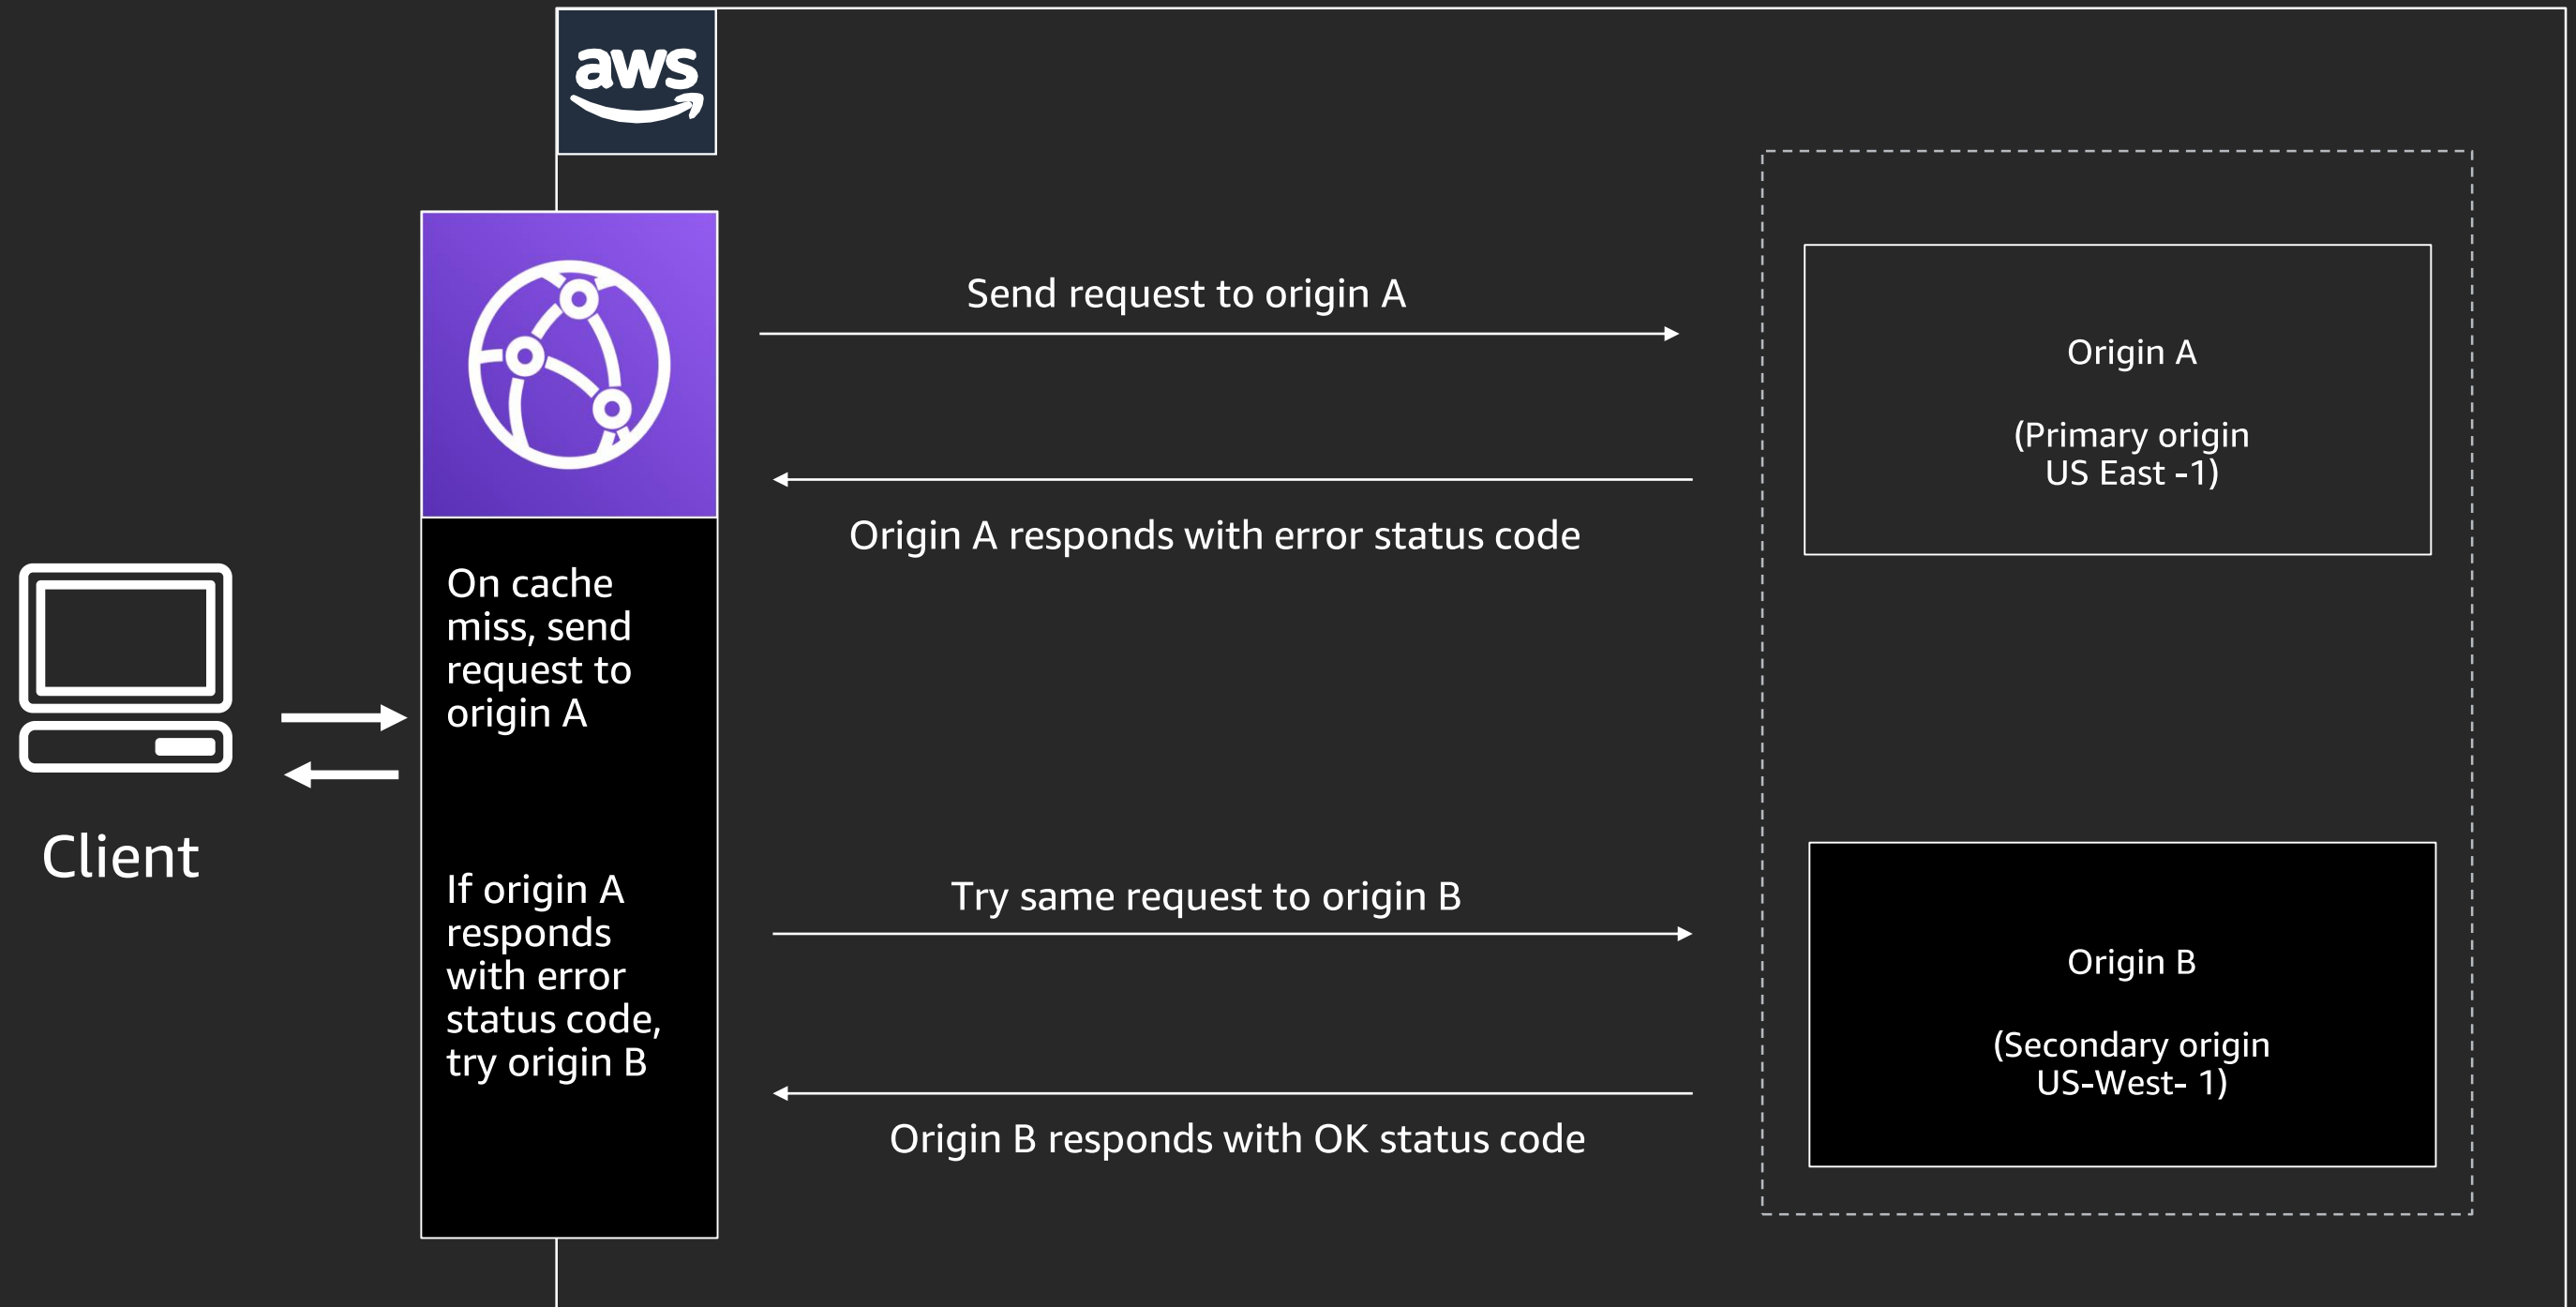 aws
Send request to origin A
Origin A responds with error status code
Origin A
(Primary origin
US East -1)
On cache
miss, send
request to
origin A
Client
If origin A
responds
with error
status code,
try origin B
Try same request to origin B
Origin B responds with OK status code
Origin B
(Secondary origin
US-West- 1)